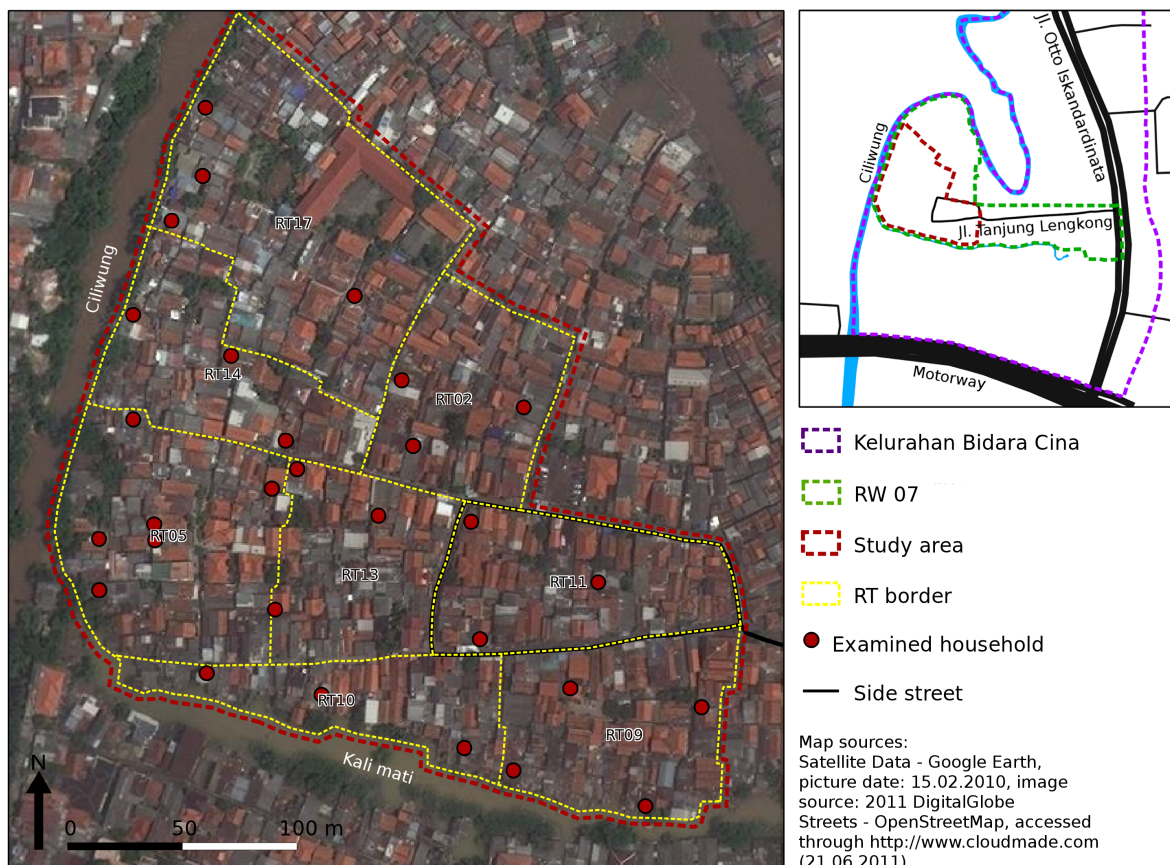 RT17
Ciliwung
RT14
RT02
RT05
RT13
RT11
RT10
RT09
Kali mati
N
0 50 100 m
Jl. Otto Iskandardinata
Ciliwung
Jl. Tanjung Lengkong
Motorway
Kelurahan Bidara Cina
RW 07
Study area
RT border
Examined household
Side street
Map sources:
Satellite Data - Google Earth,
picture date: 15.02.2010, image
source: 2011 DigitalGlobe
Streets - OpenStreetMap, accessed
through http://www.cloudmade.com
(21.06.2011)